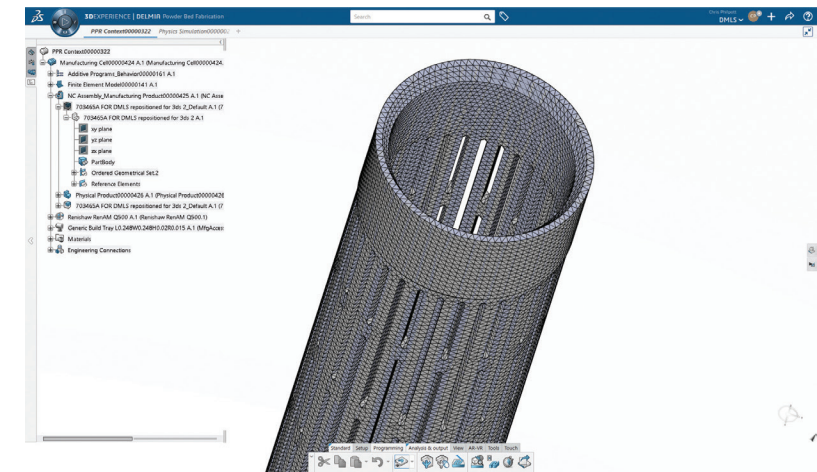 3DEXPERIENCE | DELMIA Powder Bed Fabrication
Search
Chris Pinlount
DMLS
PPR Context00000322
Physics Simulation0000000
PPR Context00000322
Manufacturing Cell00000424 A.1 (Manufacturing Cell00000424.
Additive Programs_Behavior00000161 A.1
Finite Element Model00000141 A.1
NC Assembly_Manufacturing Product00000425 A.1 (NC Asse
703465A FOR DMLS repositioned for 3ds 2_Default A.1 (7
703465A FOR DMLS repositioned for 3ds 2 A.1
xy plane
yz plane
zx plane
PartBody
Ordered Geometrical Set.2
Reference Elements
Physical Product00000426 A.1 (Physical Product00000426
703465A FOR DMLS repositioned for 3ds 2_Default A.1 (7
Renishaw RenAM Q500 A.1 (Renishaw RenAM Q500.1)
Generic Build Tray L0.248W0.248H0.02R0.015 A.1 (MfgAccess
Materials
Engineering Connections
Standard Setup Programming Analysis & output View AR-VR Tools Touch